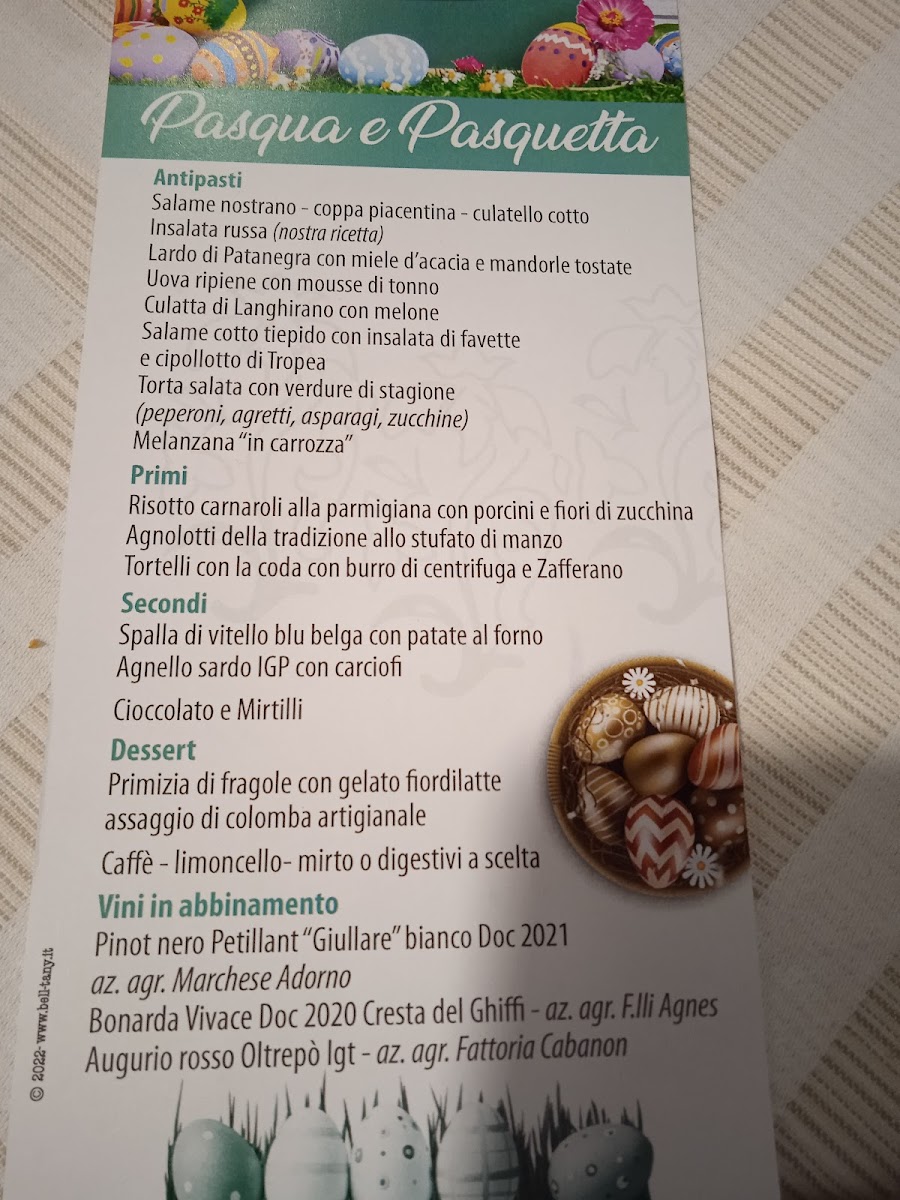 Pasqua e Pasquetta
Antipasti
Salame nostrano - coppa piacentina - culatello cotto
Insalata russa (nostra ricetta)
Lardo di Patanegra con miele d'acacia e mandorle tostate
Uova ripiene con mousse di tonno
Culatta di Langhirano con melone
Salame cotto tiepido con insalata di favette
e cipollotto di Tropea
Torta salata con verdure di stagione
(peperoni, agretti, asparagi, zucchine)
Melanzana "in carrozza"
Primi
Risotto carnaroli alla parmigiana con porcini e fiori di zucchina
Agnolotti della tradizione allo stufato di manzo
Tortelli con la coda con burro di centrifuga e Zafferano
Secondi
Spalla di vitello blu belga con patate al forno
Agnello sardo IGP con carciofi
Cioccolato e Mirtilli
Dessert
Primizia di fragole con gelato fiordilatte
assaggio di colomba artigianale
Caffè - limoncello- mirto o digestivi a scelta
Vini in abbinamento
Pinot nero Petillant "Giullare" bianco Doc 2021
az. agr. Marchese Adorno
Bonarda Vivace Doc 2020 Cresta del Ghiffi - az. agr. F.lli Agnes
Augurio rosso Oltrepò Igt - az. agr. Fattoria Cabanon
© 2022- www.bell-tany.it